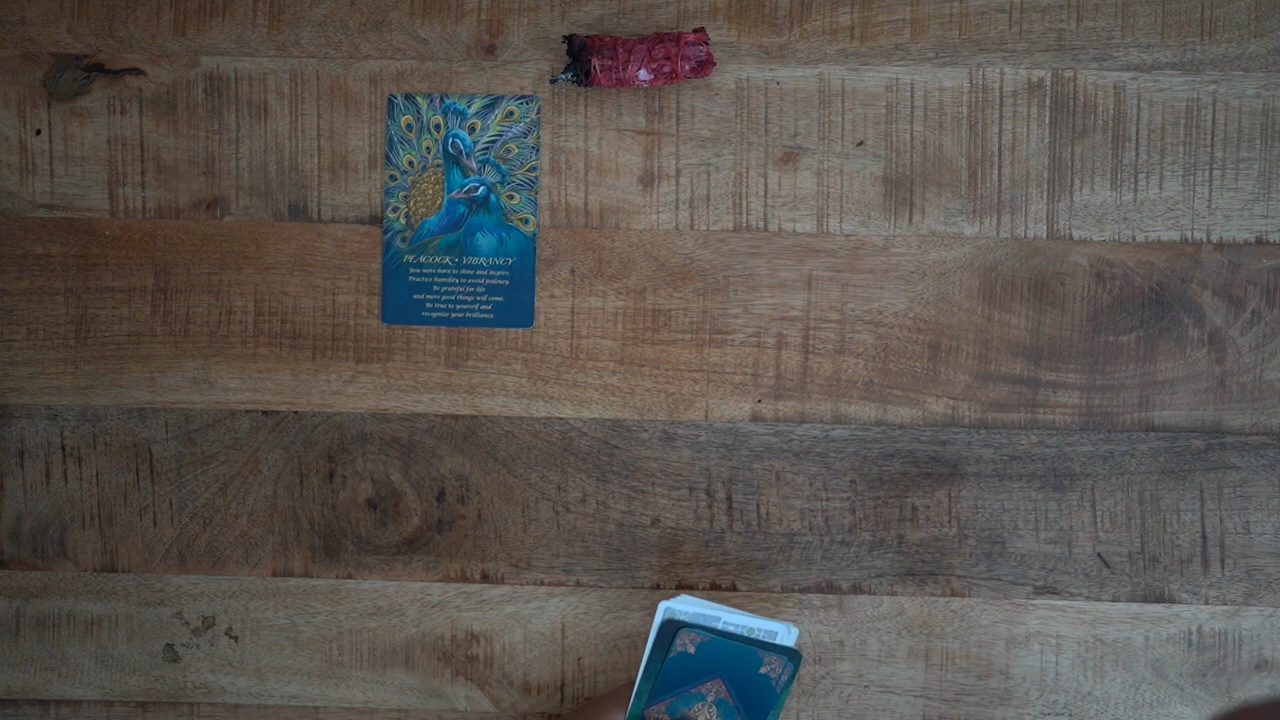 PEACOCK • VIBRANCY
You were born to shine and inspire.
Practice humility to avoid jealousy.
Be grateful for life
and more good things will come.
Be true to yourself and
recognize your brilliance.